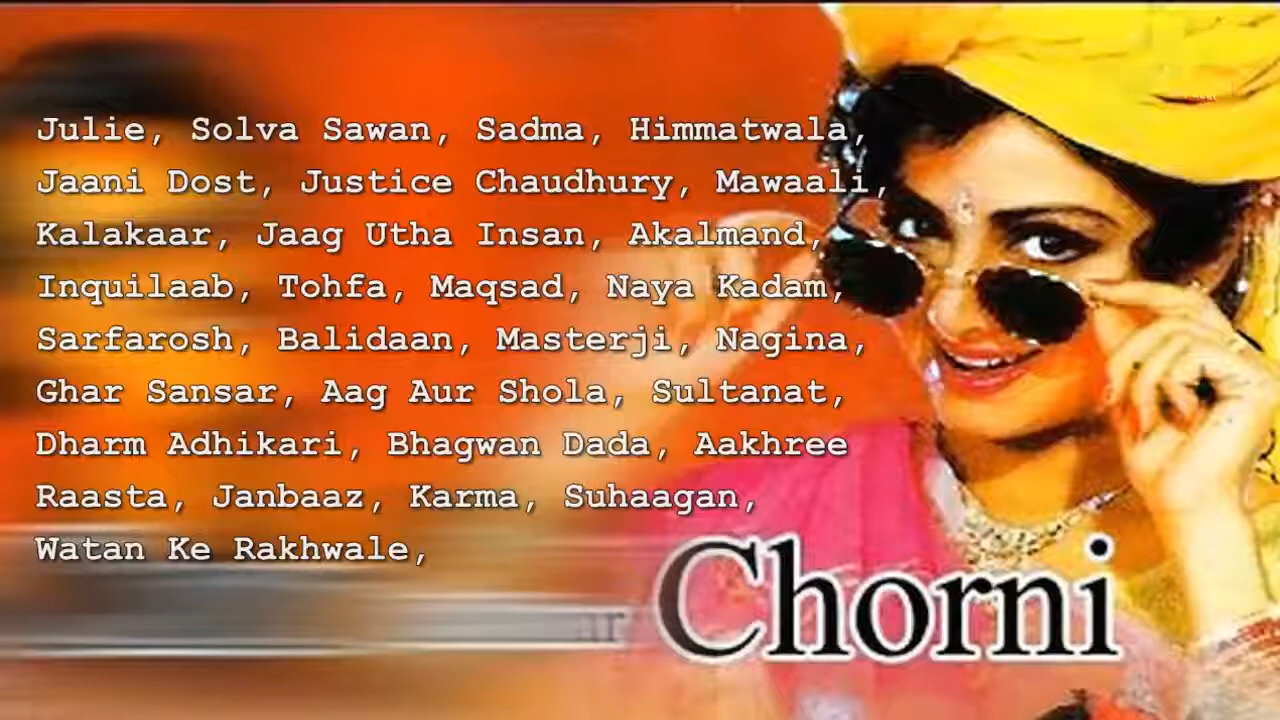 Julie, Solva Sawan, Sadma, Himmatwala,
Jaani Dost, Justice Chaudhury, Mawaali,
Kalakaar, Jaag Utha Insan, Akalmand,
Inquilaab, Tohfa, Maqsad, Naya Kadam,
Sarfarosh, Balidaan, Masterji, Nagina,
Ghar Sansar, Aag Aur Shola, Sultanat,
Dharm Adhikari, Bhagwan Dada, Aakhree
Raasta, Janbaaz, Karma, Suhaagan,
Watan Ke Rakhwale,
Chorni